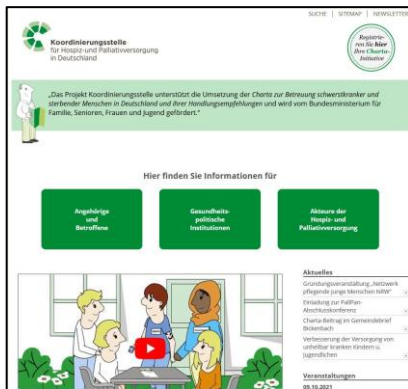 SUCHE | SITEMAP | NEWSLETTER
Koordinierungsstelle
für Hospiz- und Palliativversorgung
in Deutschland
Registrie-
ren Sie hier
Ihre Charta-
Initiative
„Das Projekt Koordinierungsstelle unterstützt die Umsetzung der Charta zur Betreuung schwerstkranker und
sterbender Menschen in Deutschland und ihrer Handlungsempfehlungen und wird vom Bundesministerium für
Familie, Senioren, Frauen und Jugend gefördert.“
Hier finden Sie Informationen für
Angehörige
und
Betroffene
Gesundheits-
politische
Institutionen
Akteure der
Hospiz- und
Palliativversorgung
Aktuelles
Gründungsveranstaltung „Netzwerk
pflegende junge Menschen NRW“
Einladung zur PallPan-
Abschlusskonferenz
Charta-Beitrag im Gemeindebrief
Bickenbach
Verbesserung der Versorgung von
unheilbar kranken Kindern u.
Jugendlichen
Veranstaltungen
09.10.2021